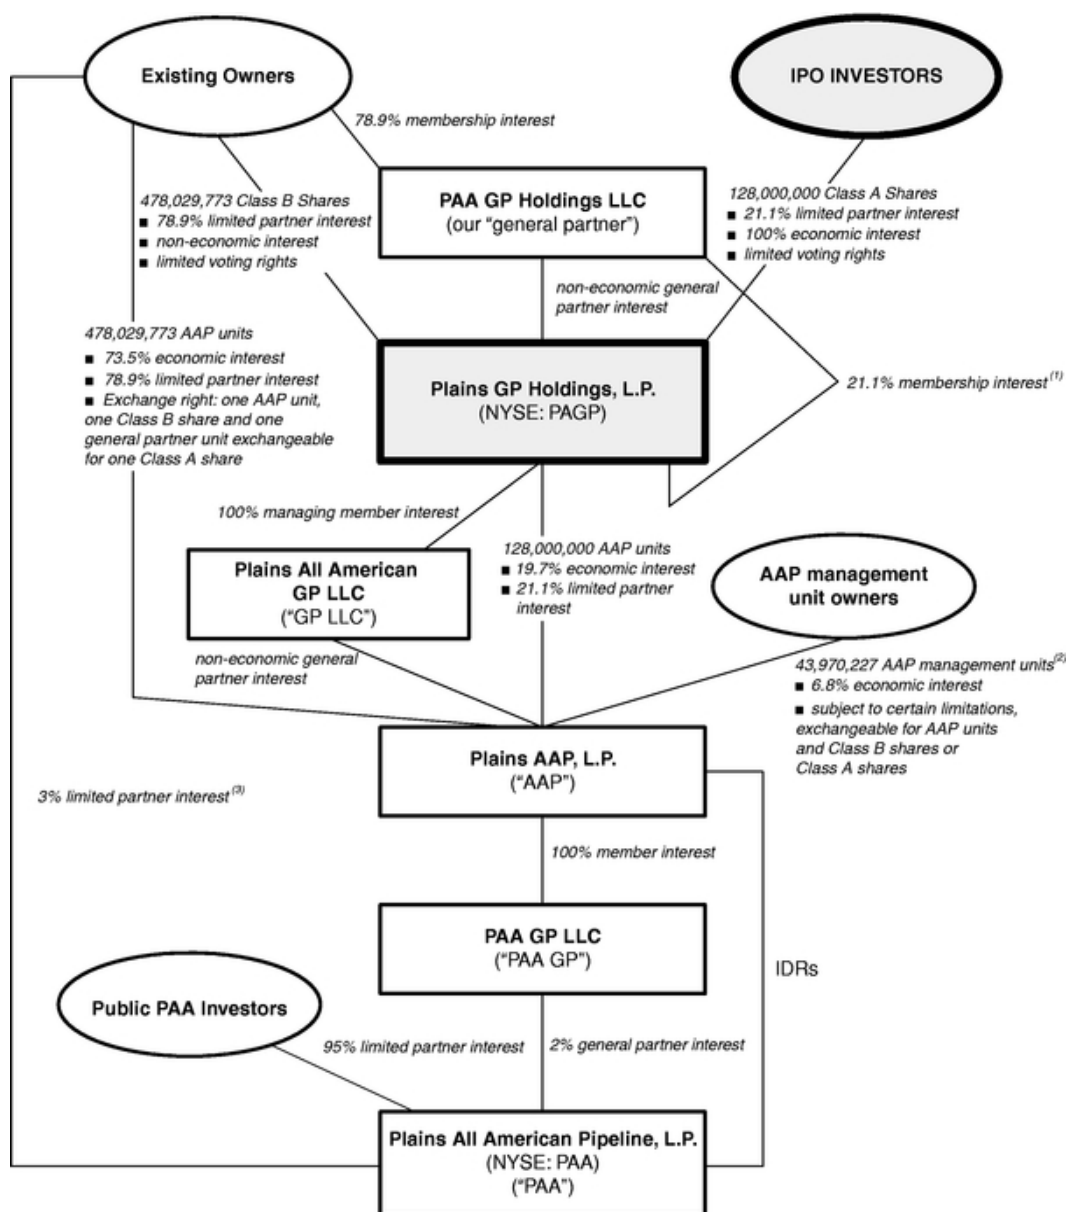 Existing Owners
IPO INVESTORS
78.9% membership interest
PAA GP Holdings LLC
(our “general partner”)
478,029,773 Class B Shares
■ 78.9% limited partner interest
■ non-economic interest
■ limited voting rights
128,000,000 Class A Shares
■ 21.1% limited partner interest
■ 100% economic interest
■ limited voting rights
non-economic general
partner interest
478,029,773 AAP units
■ 73.5% economic interest
■ 78.9% limited partner interest
■ Exchange right: one AAP unit,
one Class B share and one
general partner unit exchangeable
for one Class A share
Plains GP Holdings, L.P.
(NYSE: PAGP)
21.1% membership interest(1)
100% managing member interest
Plains All American
GP LLC
(“GP LLC”)
128,000,000 AAP units
■ 19.7% economic interest
■ 21.1% limited partner
interest
AAP management
unit owners
non-economic general
partner interest
43,970,227 AAP management units(2)
■ 6.8% economic interest
■ subject to certain limitations,
exchangeable for AAP units
and Class B shares or
Class A shares
Plains AAP, L.P.
(“AAP”)
3% limited partner interest(3)
100% member interest
PAA GP LLC
(“PAA GP”)
IDRs
Public PAA Investors
95% limited partner interest
2% general partner interest
Plains All American Pipeline, L.P.
(NYSE: PAA)
(“PAA”)